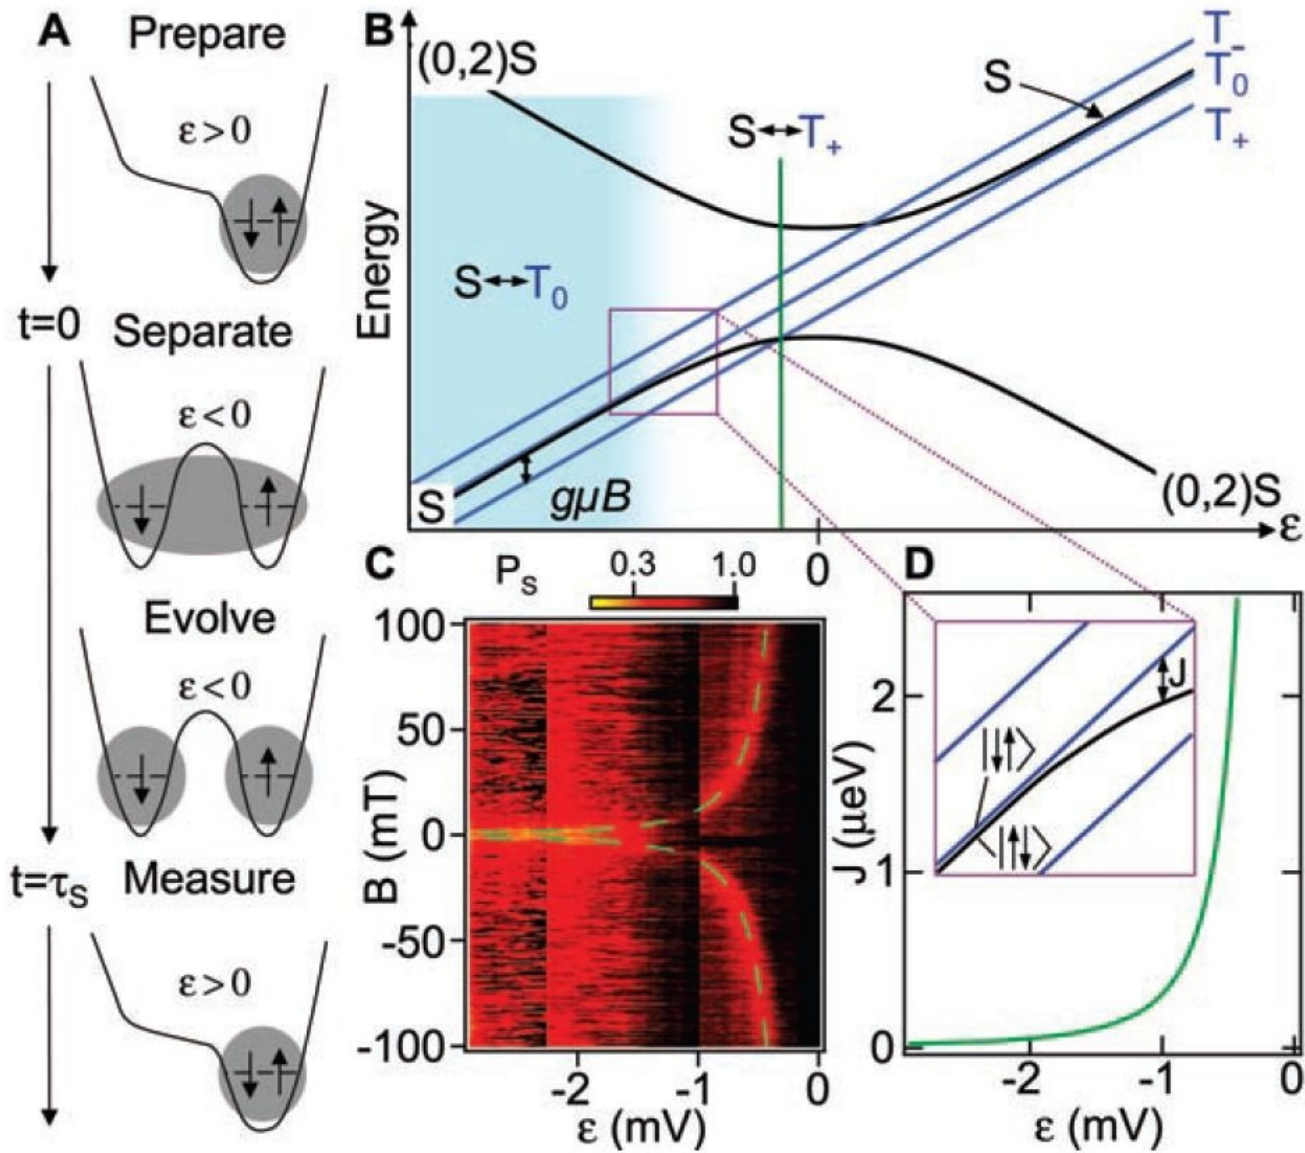 A
Prepare
ε>0
t=0
Separate
ε<0
Evolve
ε<0
t=τS
Measure
ε>0
B
Energy
(0,2)S
S↔T+
S
T-
T0
T+
S↔T0
S
gμB
(0,2)S
ε
0
C
PS
0.3
1.0
100
50
0
-50
-100
B (mT)
-2
-1
0
ε (mV)
D
J
|↓↑⟩
|↑↓⟩
2
1
0
J (μeV)
-2
-1
0
ε (mV)